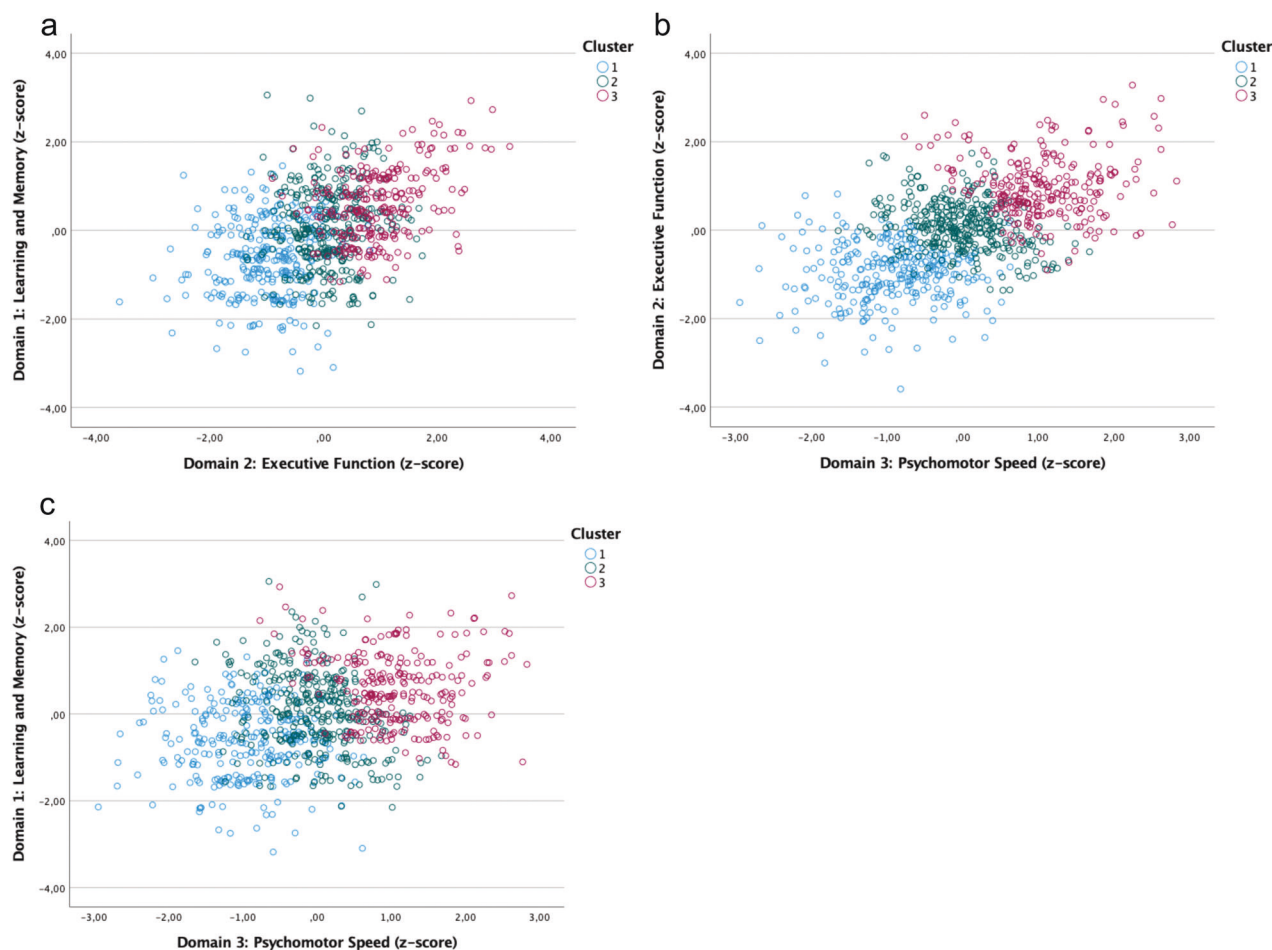 a
Cluster
1
2
3
4,00
2,00
,00
−2,00
−4,00
Domain 1: Learning and Memory (z-score)
−4,00 −2,00 ,00 2,00 4,00
Domain 2: Executive Function (z-score)
b
Cluster
1
2
3
4,00
2,00
,00
−2,00
−4,00
Domain 2: Executive Function (z-score)
−3,00 −2,00 −1,00 ,00 1,00 2,00 3,00
Domain 3: Psychomotor Speed (z-score)
c
Cluster
1
2
3
4,00
2,00
,00
−2,00
−4,00
Domain 1: Learning and Memory (z-score)
−3,00 −2,00 −1,00 ,00 1,00 2,00 3,00
Domain 3: Psychomotor Speed (z-score)